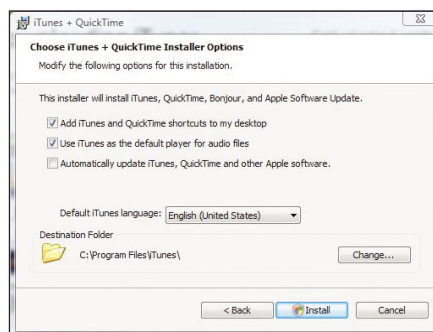 iTunes + QuickTime
Choose iTunes + QuickTime Installer Options
Modify the following options for this installation.
This installer will install iTunes, QuickTime, Bonjour, and Apple Software Update.
Add iTunes and QuickTime shortcuts to my desktop
Use iTunes as the default player for audio files
Automatically update iTunes, QuickTime and other Apple software.
Default iTunes language: English (United States)
Destination Folder
C:\Program Files\iTunes\ Change...
< Back Install Cancel